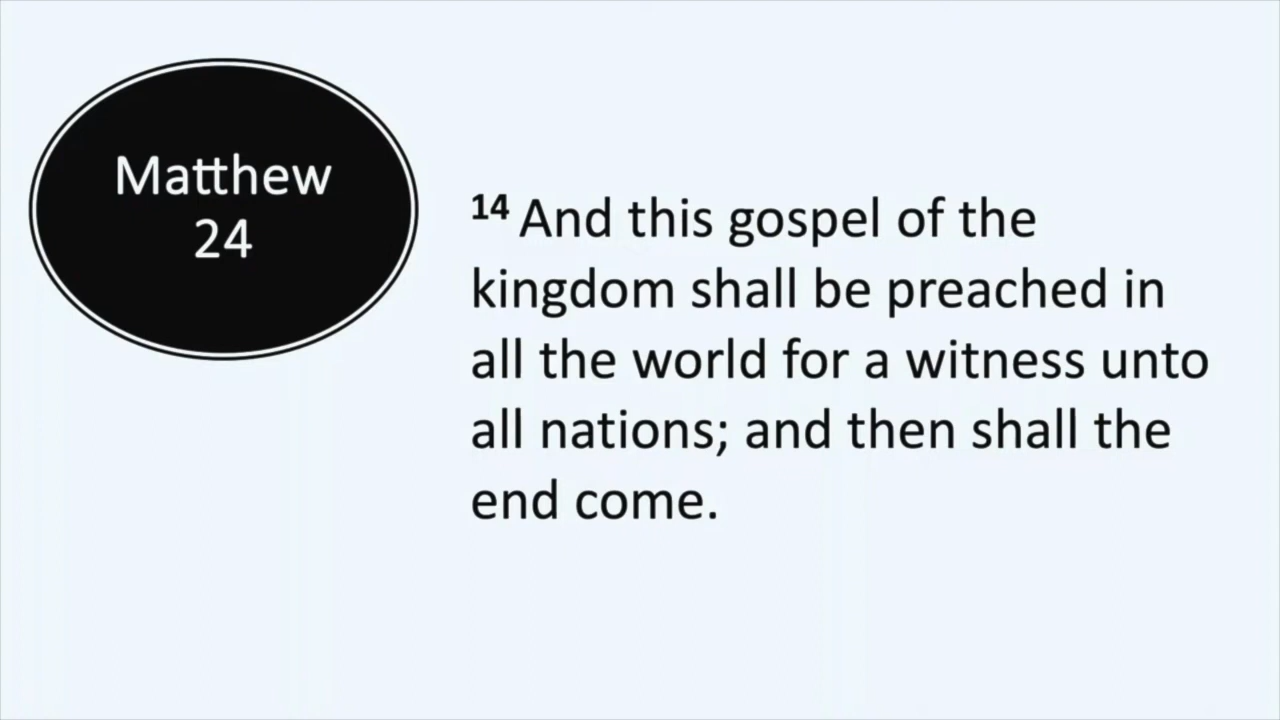 Matthew
24
14 And this gospel of the
kingdom shall be preached in
all the world for a witness unto
all nations; and then shall the
end come.